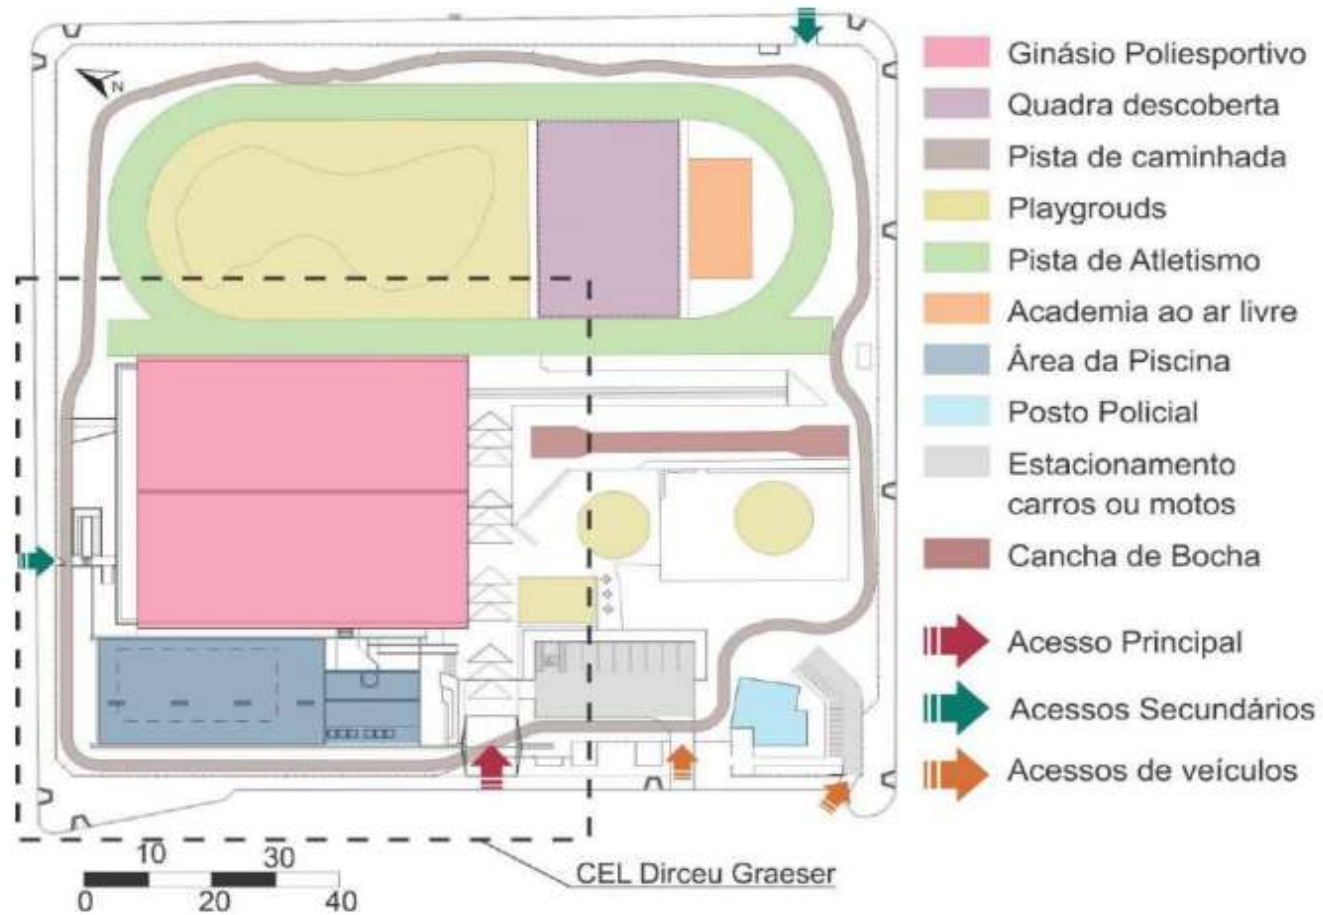 N
Ginásio Poliesportivo
Quadra descoberta
Pista de caminhada
Playgrouds
Pista de Atletismo
Academia ao ar livre
Área da Piscina
Posto Policial
Estacionamento
carros ou motos
Cancha de Bocha
Acesso Principal
Acessos Secundários
Acessos de veículos
CEL Dirceu Graeser
10 30
0 20 40